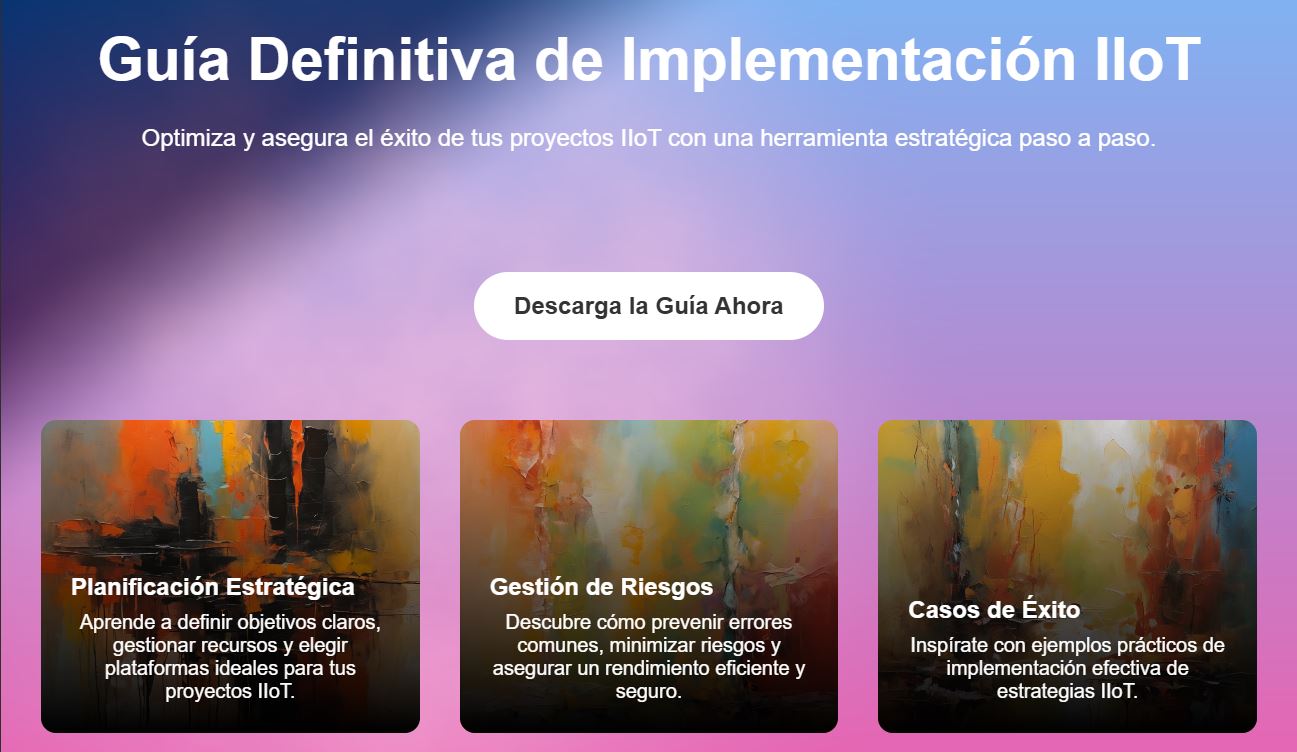 Guía Definitiva de Implementación IIoT
Optimiza y asegura el éxito de tus proyectos IIoT con una herramienta estratégica paso a paso.
Descarga la Guía Ahora
Planificación Estratégica
Aprende a definir objetivos claros,
gestionar recursos y elegir
plataformas ideales para tus
proyectos IIoT.
Gestión de Riesgos
Descubre cómo prevenir errores
comunes, minimizar riesgos y
asegurar un rendimiento eficiente y
seguro.
Casos de Éxito
Inspírate con ejemplos prácticos de
implementación efectiva de
estrategias IIoT.